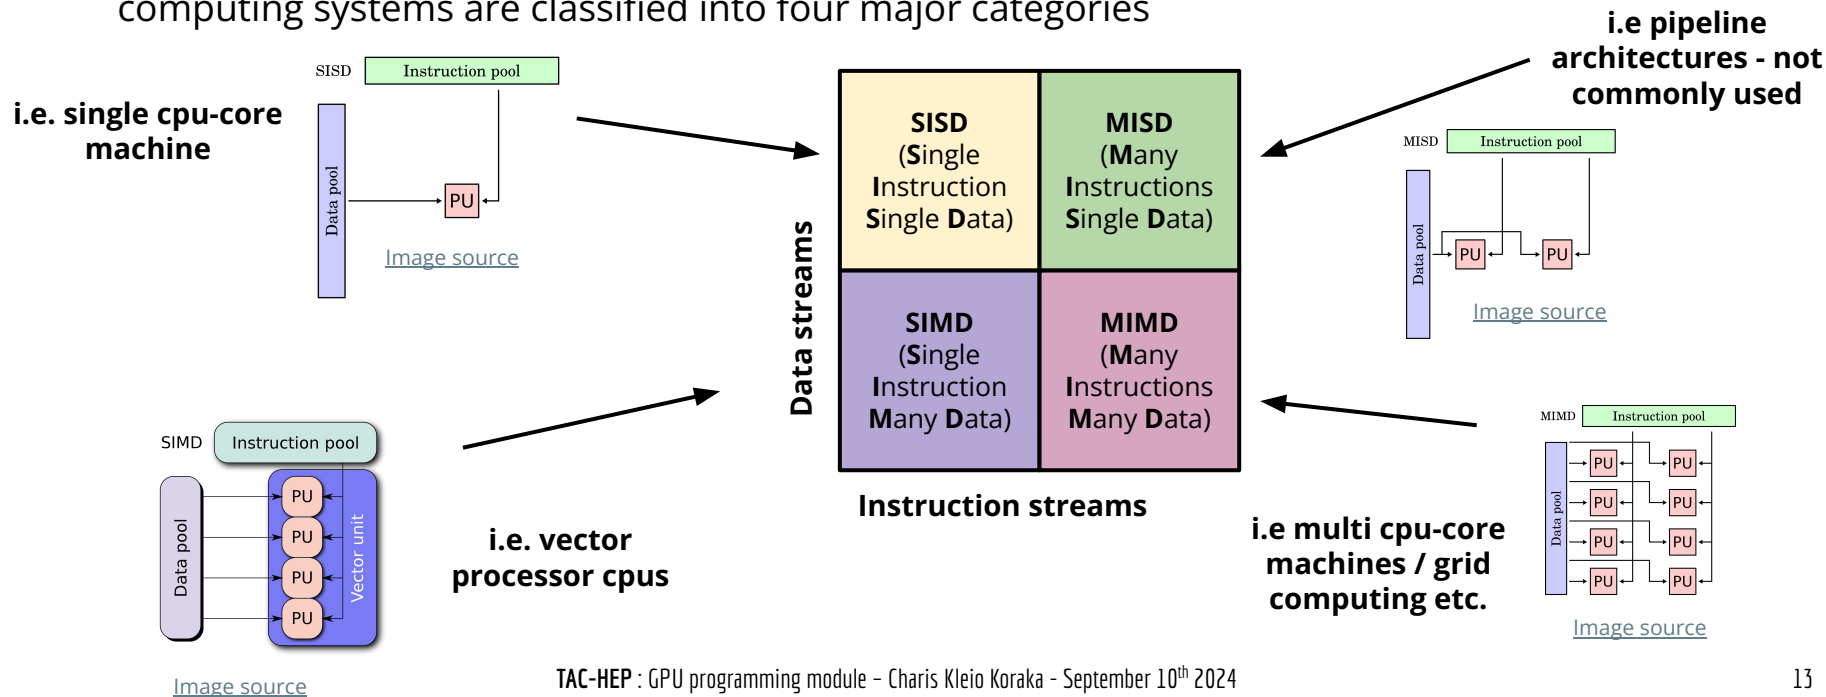 computing systems are classified into four major categories
i.e. single cpu-core
machine
SISD
Instruction pool
Data pool
PU
Image source
SISD
(Single
Instruction
Single Data)
MISD
(Many
Instructions
Single Data)
SIMD
(Single
Instruction
Many Data)
MIMD
(Many
Instructions
Many Data)
Data streams
Instruction streams
i.e pipeline
architectures - not
commonly used
MISD
Instruction pool
Data pool
PU
PU
Image source
SIMD
Instruction pool
Data pool
PU
PU
PU
PU
Vector unit
Image source
i.e. vector
processor cpus
i.e multi cpu-core
machines / grid
computing etc.
MIMD
Instruction pool
Data pool
PU
PU
PU
PU
PU
PU
PU
PU
Image source
TAC-HEP : GPU programming module – Charis Kleio Koraka - September 10th 2024
13